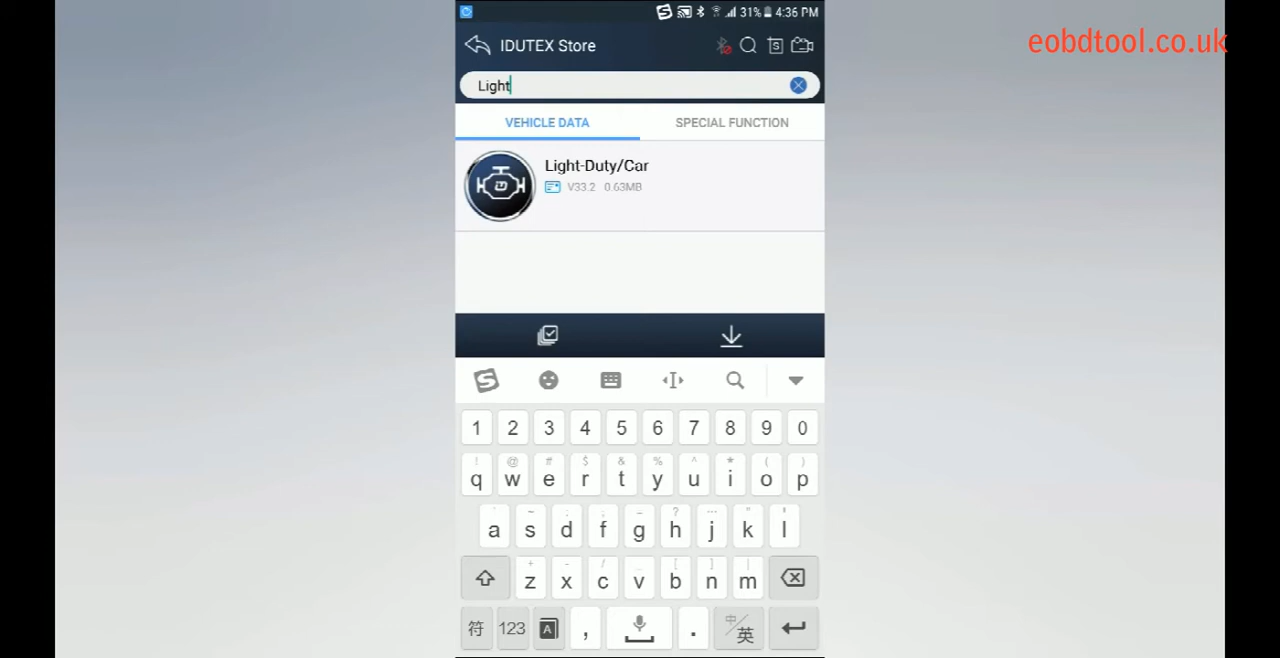 31% 4:36 PM
eobdtool.co.uk
IDUTEX Store
Light
VEHICLE DATA SPECIAL FUNCTION
Light-Duty/Car
V33.2 0.63MB
1 2 3 4 5 6 7 8 9 0
! @ # $ & % ^ * ( )
q w e r t y u i o p
a s d f g h j k l
z x c v b n m
符 123 A , . 中/英